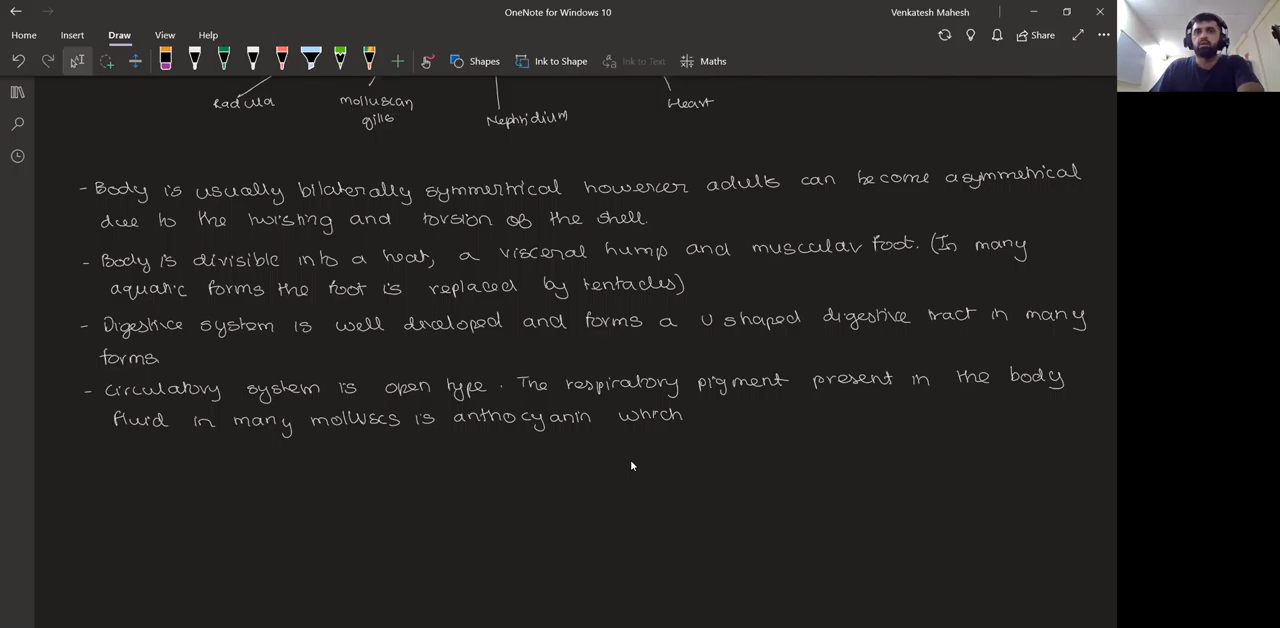 OneNote for Windows 10
Venkatesh Mahesh
Home Insert Draw View Help
Share
Shapes Ink to Shape Ink to Text Maths
Radula
molluscan
gills
Nephridium
Heart
- Body is usually bilaterally symmetrical however adults can become asymmetrical
due to the twisting and torsion of the shell.
- Body is divisible into a heat, a visceral hump and muscular foot. (In many
aquatic forms the foot is replaced by tentacles)
- Digestive system is well developed and forms a U shaped digestive tract in many
forms.
- Circulatory system is open type. The respiratory pigment present in the body
fluid in many molluscs is anthocyanin which